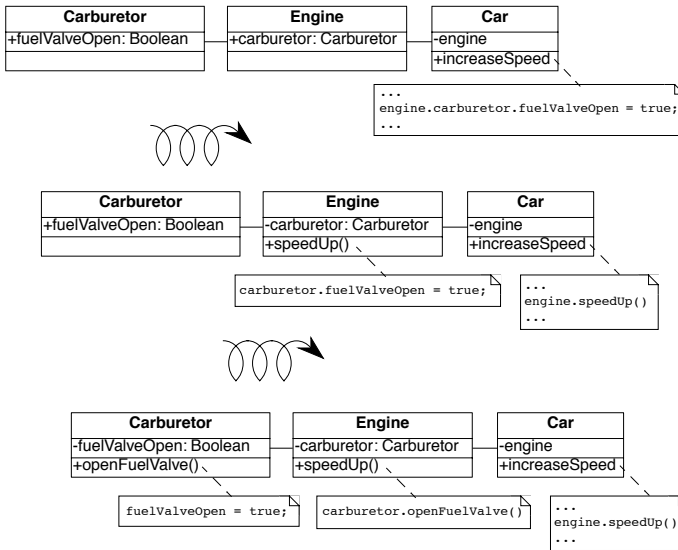 Carburetor
+fuelValveOpen: Boolean
Engine
+carburetor: Carburetor
Car
-engine
+increaseSpeed
...
engine.carburetor.fuelValveOpen = true;
...
Carburetor
+fuelValveOpen: Boolean
Engine
-carburetor: Carburetor
+speedUp()
Car
-engine
+increaseSpeed
carburetor.fuelValveOpen = true;
...
engine.speedUp()
...
Carburetor
-fuelValveOpen: Boolean
+openFuelValve()
Engine
-carburetor: Carburetor
+speedUp()
Car
-engine
+increaseSpeed
fuelValveOpen = true;
carburetor.openFuelValve()
...
engine.speedUp()
...